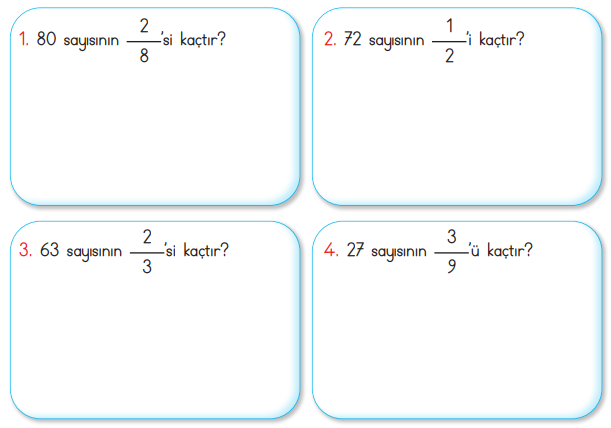 1. 80 sayısının 2/8 'si kaçtır?
2. 72 sayısının 1/2 'i kaçtır?
3. 63 sayısının 2/3 'si kaçtır?
4. 27 sayısının 3/9 'ü kaçtır?